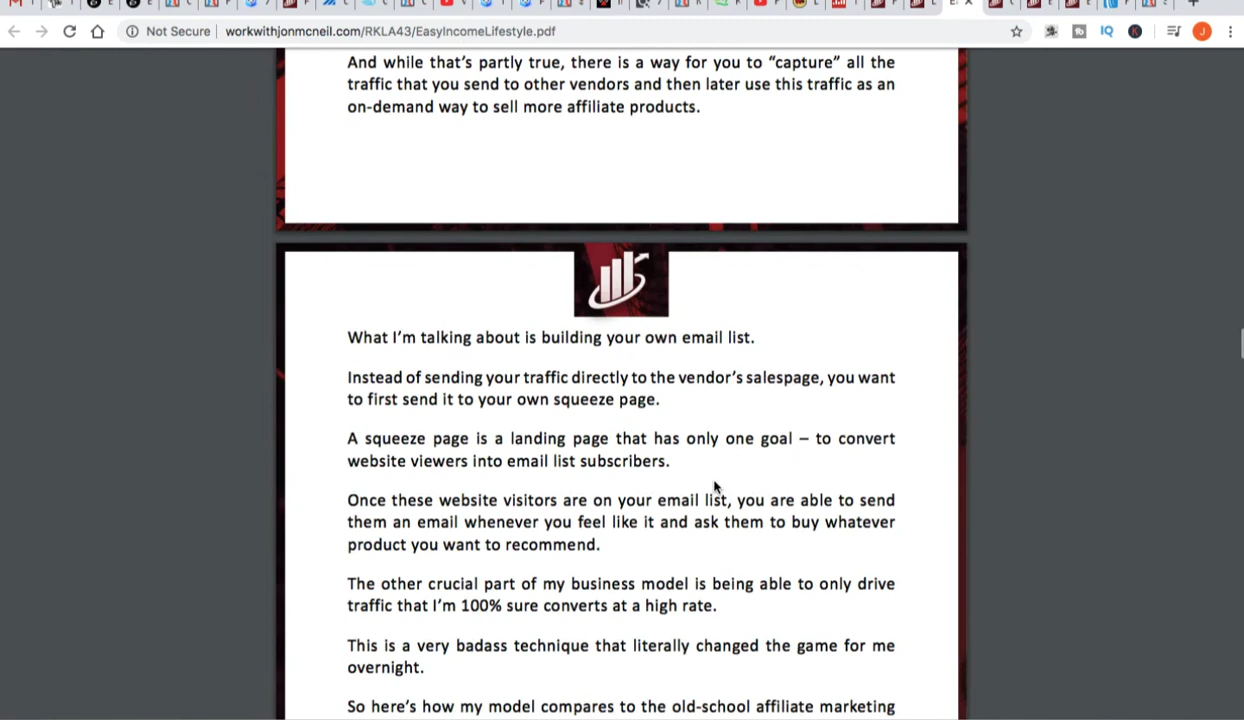 Not Secure
workwithjonmcneil.com/RKLA43/EasyIncomeLifestyle.pdf
IQ
K
J
And while that’s partly true, there is a way for you to “capture” all the
traffic that you send to other vendors and then later use this traffic as an
on-demand way to sell more affiliate products.
What I’m talking about is building your own email list.
Instead of sending your traffic directly to the vendor’s salespage, you want
to first send it to your own squeeze page.
A squeeze page is a landing page that has only one goal – to convert
website viewers into email list subscribers.
Once these website visitors are on your email list, you are able to send
them an email whenever you feel like it and ask them to buy whatever
product you want to recommend.
The other crucial part of my business model is being able to only drive
traffic that I’m 100% sure converts at a high rate.
This is a very badass technique that literally changed the game for me
overnight.
So here’s how my model compares to the old-school affiliate marketing